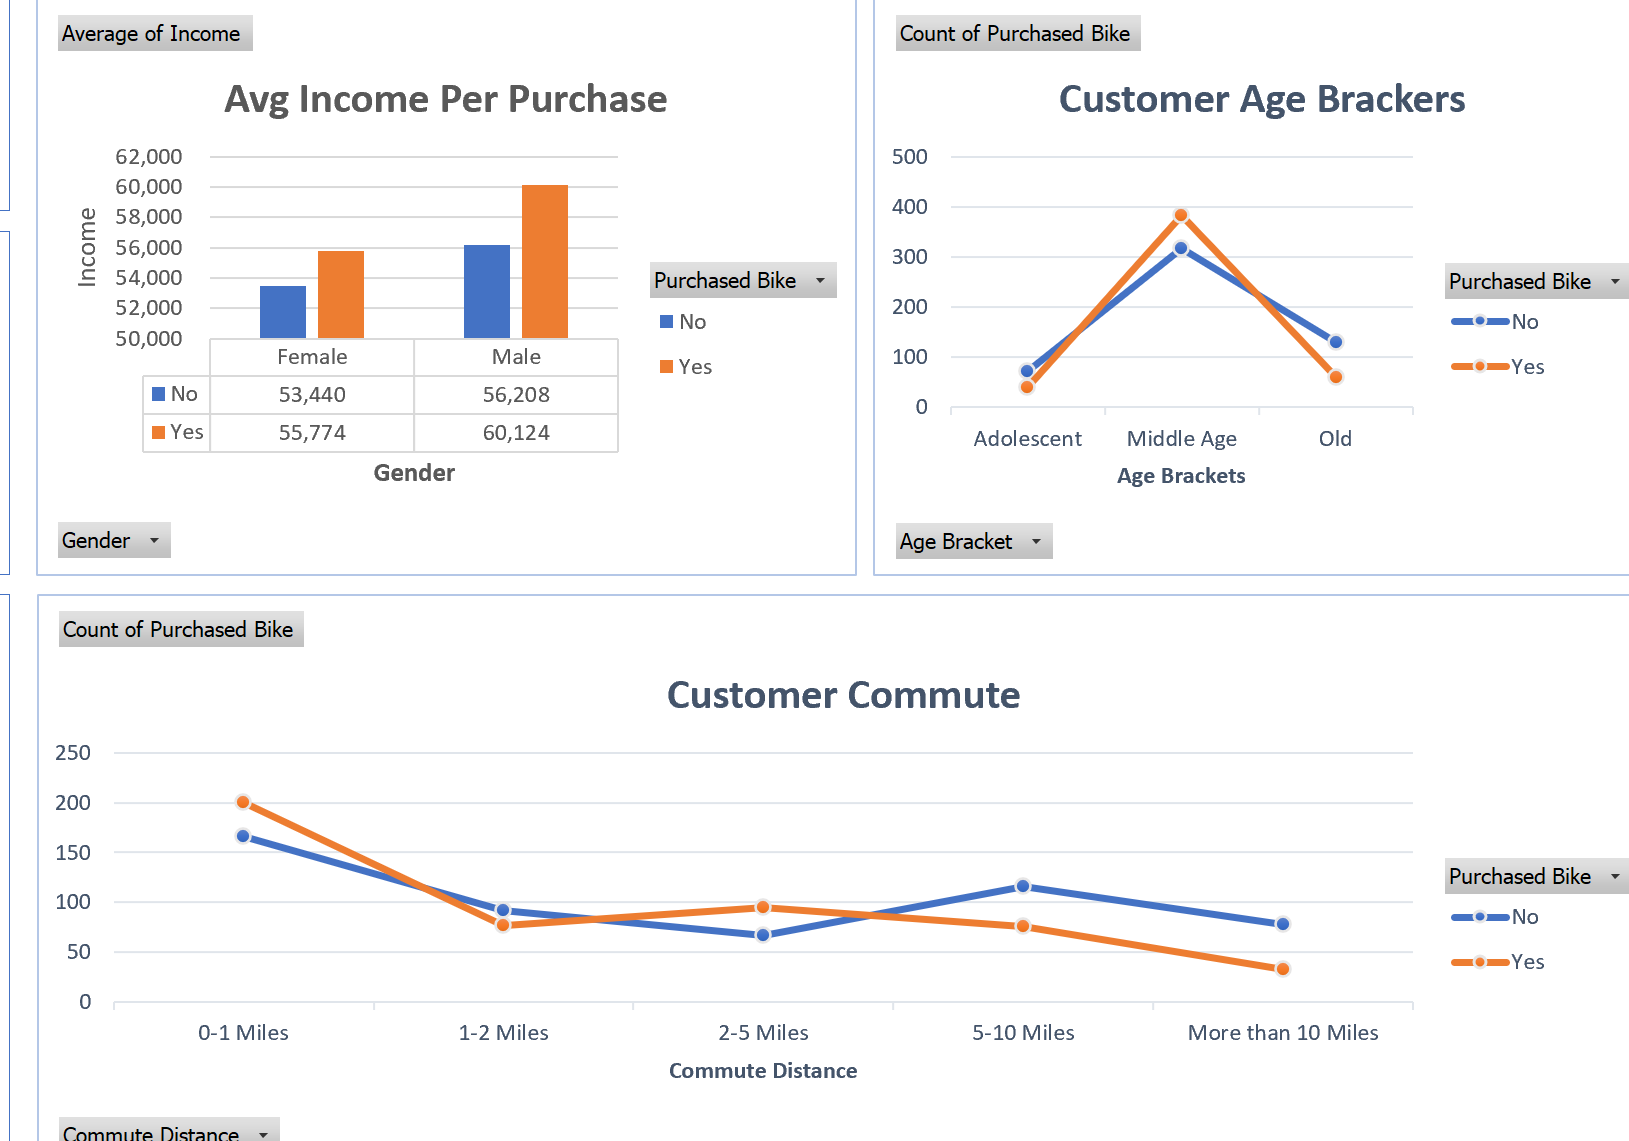 Average of Income
Avg Income Per Purchase
62,000
60,000
58,000
56,000
54,000
52,000
50,000
Income
Female Male
No 53,440 56,208
Yes 55,774 60,124
Gender
Purchased Bike
No
Yes
Gender
Count of Purchased Bike
Customer Age Brackers
500
400
300
200
100
0
Adolescent Middle Age Old
Age Brackets
Purchased Bike
No
Yes
Age Bracket
Count of Purchased Bike
Customer Commute
250
200
150
100
50
0
0-1 Miles 1-2 Miles 2-5 Miles 5-10 Miles More than 10 Miles
Commute Distance
Purchased Bike
No
Yes
Commute Distance